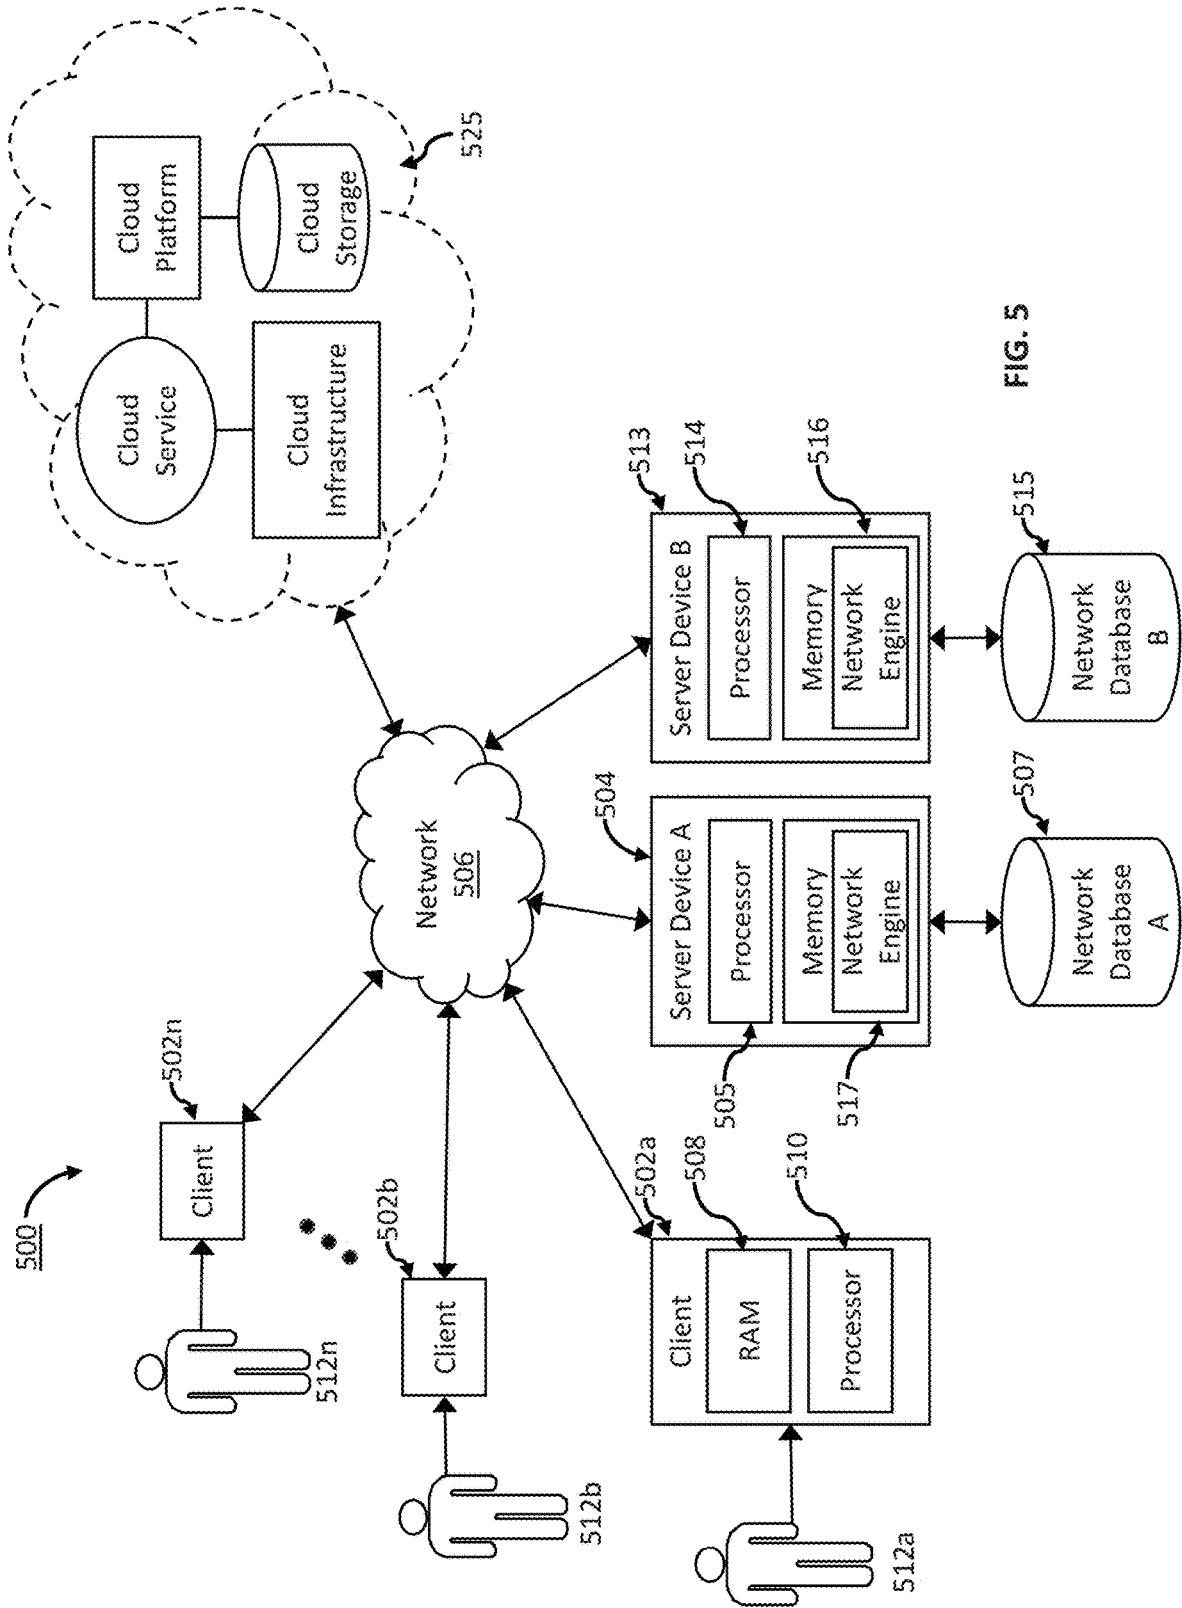 500
Client
502n
512n
Client
502b
512b
Client
502a
RAM
508
Processor
510
512a
Network
506
Server Device A
504
Processor
505
Memory
Network
Engine
517
Network
Database
A
507
Server Device B
513
Processor
514
Memory
Network
Engine
516
Network
Database
B
515
Cloud
Service
Cloud
Platform
Cloud
Infrastructure
Cloud
Storage
525
FIG. 5